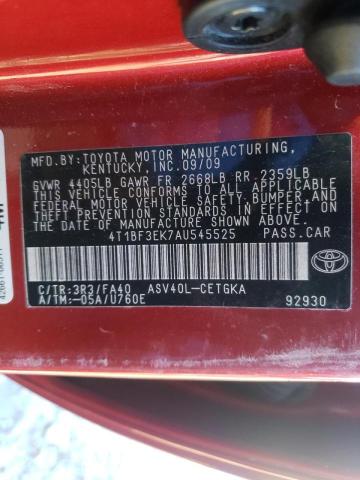 MFD.BY:TOYOTA MOTOR MANUFACTURING,
KENTUCKY,INC.09/09
GVWR 4405LB GAWR FR 2668LB RR 2359LB
THIS VEHICLE CONFORMS TO ALL APPLICABLE
FEDERAL MOTOR VEHICLE SAFETY, BUMPER,
AND THEFT PREVENTION STANDARDS IN EFFECT
ON THE DATE OF MANUFACTURE SHOWN ABOVE.
4T1BF3EK7AU545525 PASS.CAR
C/TR:3R3/FA40 ASV40L-CETGKA
A/TM:-05A/U760E 92930
TOYOTA